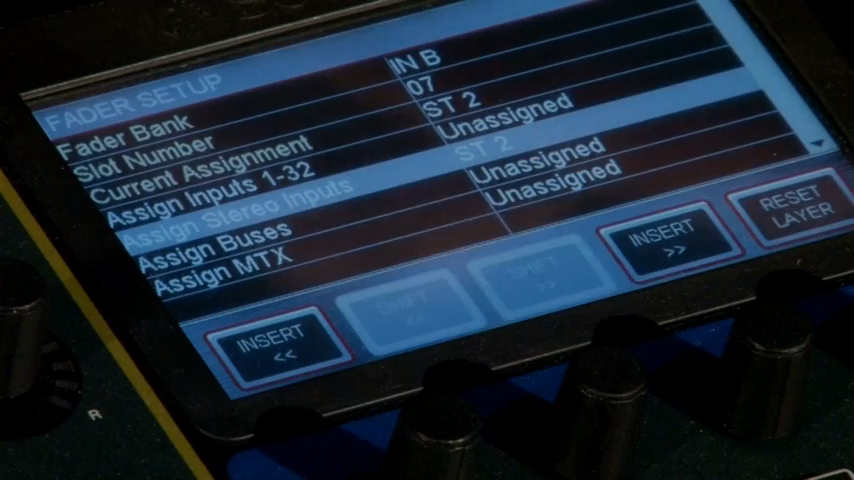 FADER SETUP
Fader Bank IN B
Slot Number 07
Current Assignment ST 2
Assign Inputs 1-32 Unassigned
Assign Stereo Inputs ST 2
Assign Buses Unassigned
Assign MTX Unassigned
INSERT <<
SHIFT <<
SHIFT >>
INSERT >>
RESET LAYER
R